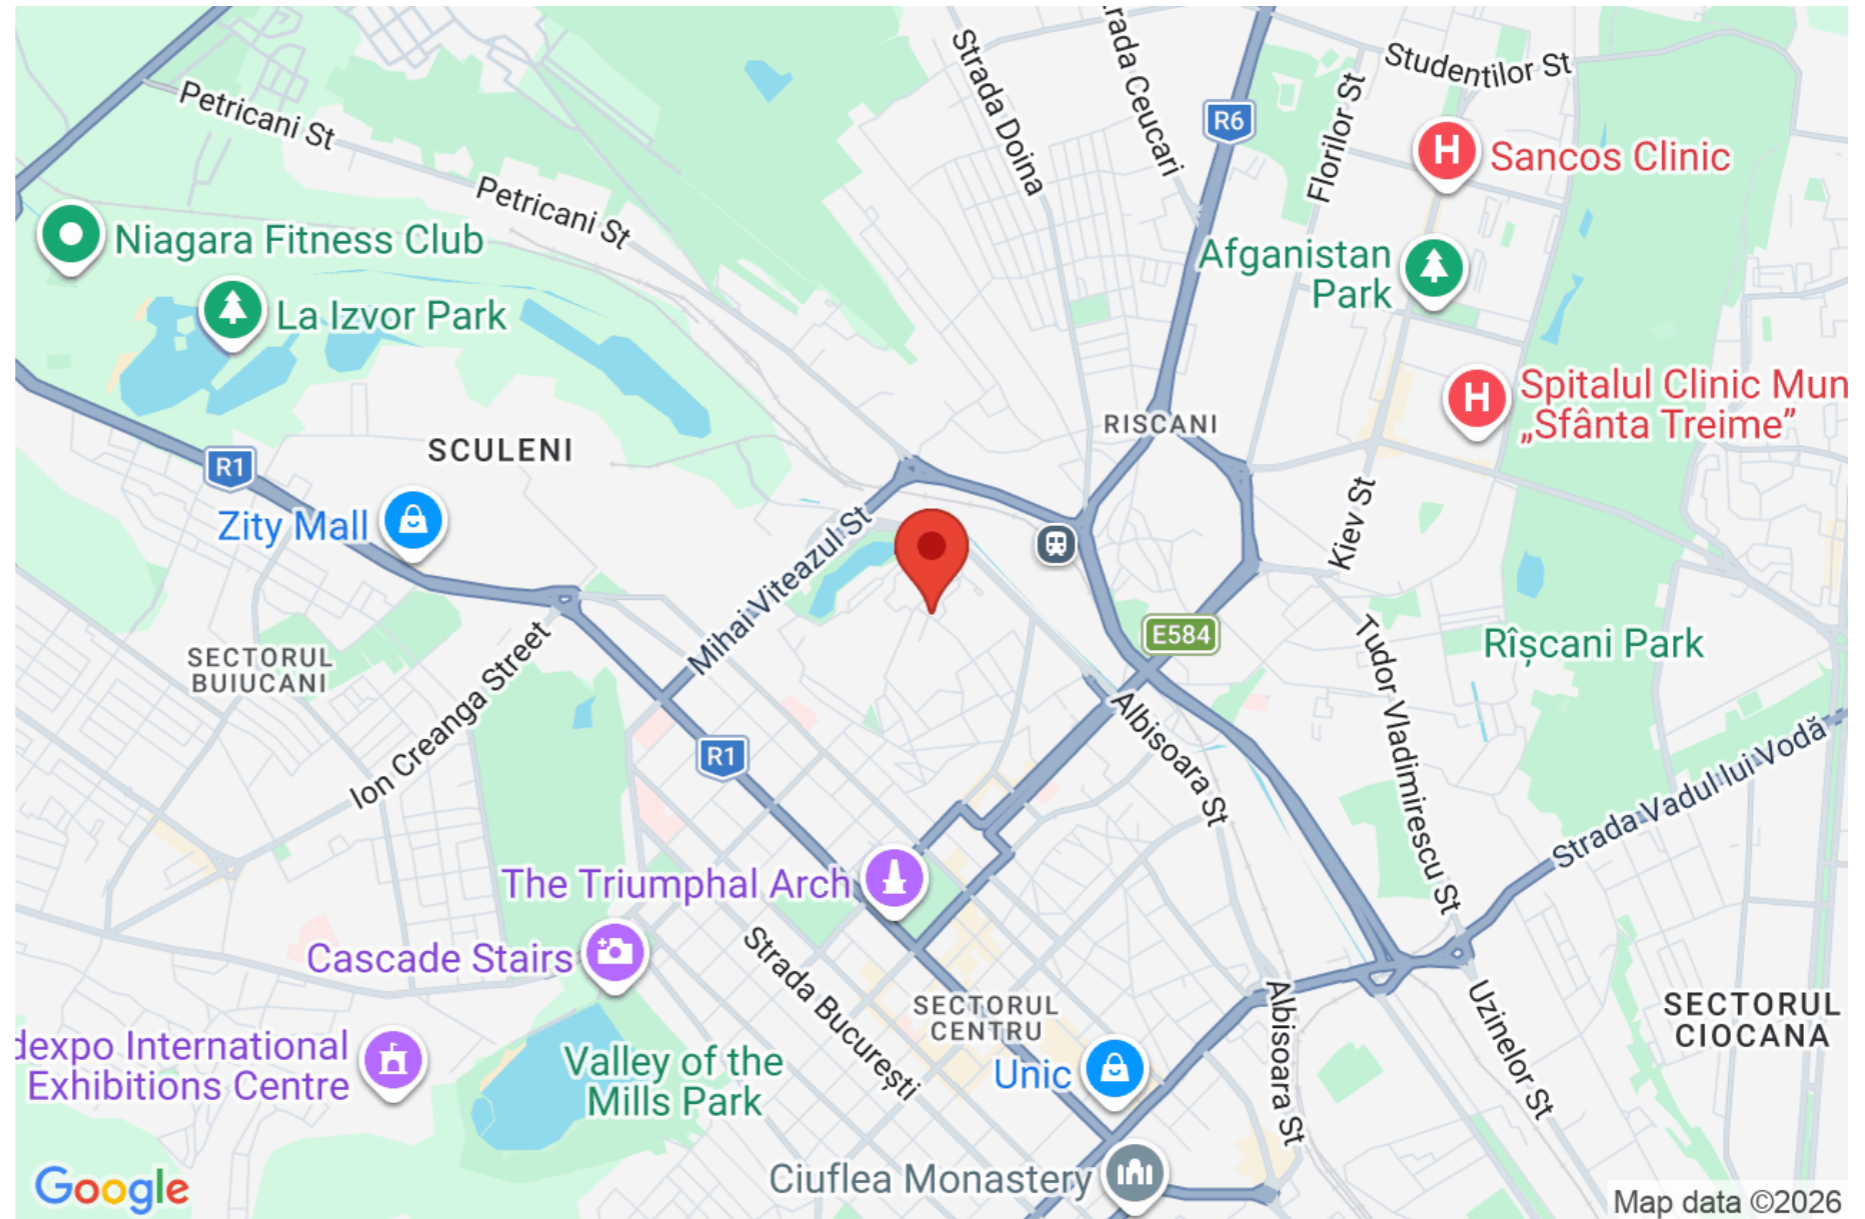 Strada Doina
rada Ceucari
Studentilor St
Petricani St
R6
Florilor St
Sancos Clinic
Petricani St
Niagara Fitness Club
Afganistan
Park
La Izvor Park
Spitalul Clinic Mun
„Sfânta Treime”
RISCANI
SCULENI
R1
Zity Mall
Mihai Viteazul St
Kiev St
E584
Rîșcani Park
SECTORUL
BUIUCANI
Ion Creanga Street
Tudor Vladimirescu St
Albisoara St
R1
Strada Vadul lui Vodă
The Triumphal Arch
Cascade Stairs
Strada București
SECTORUL
CENTRU
Albisoara St
Uzinelor St
SECTORUL
CIOCANA
dexpo International
Exhibitions Centre
Valley of the
Mills Park
Unic
Ciuflea Monastery
Google
Map data ©2026